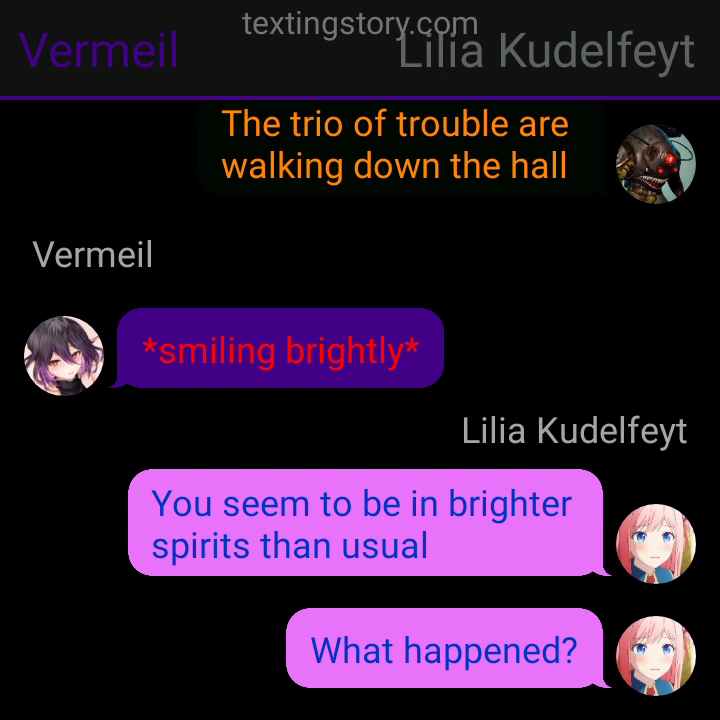 textingstory.com
Vermeil
Lilia Kudelfeyt
The trio of trouble are
walking down the hall
Vermeil
*smiling brightly*
Lilia Kudelfeyt
You seem to be in brighter
spirits than usual
What happened?